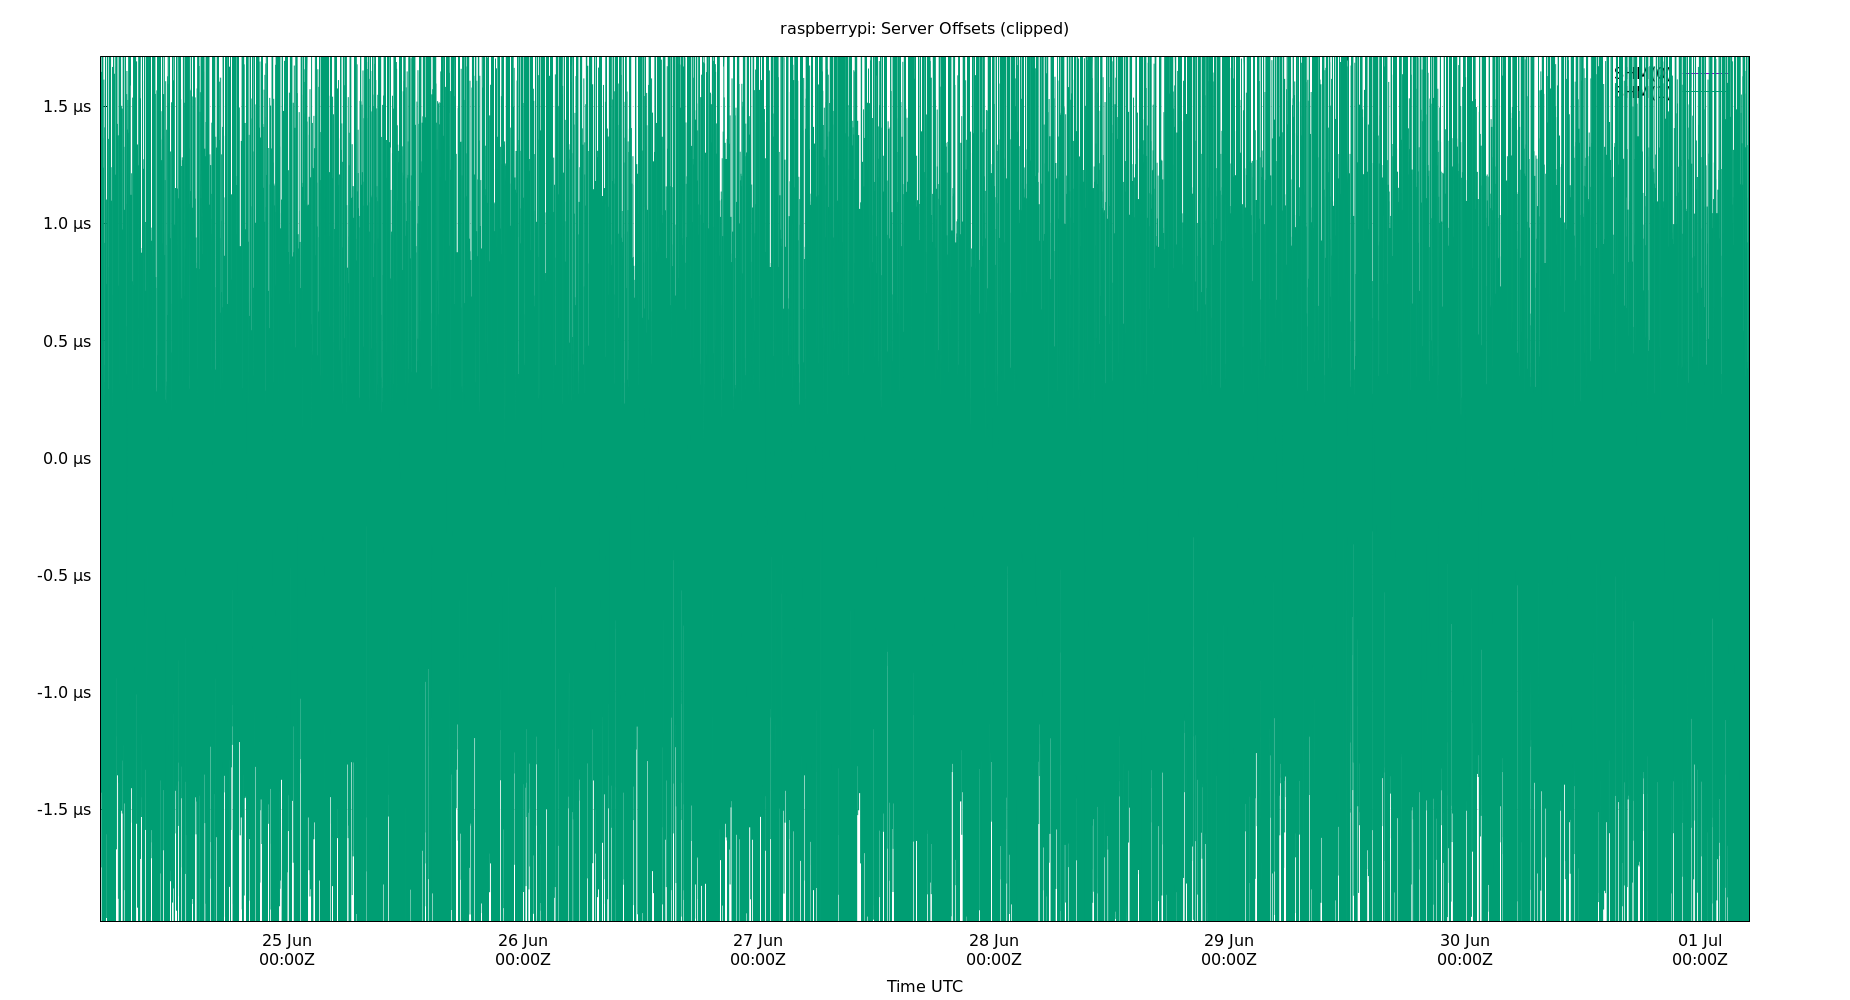 raspberrypi: Server Offsets (clipped)
1.5 µs
1.0 µs
0.5 µs
0.0 µs
-0.5 µs
-1.0 µs
-1.5 µs
25 Jun 26 Jun 27 Jun 28 Jun 29 Jun 30 Jun 01 Jul
00:00Z 00:00Z 00:00Z 00:00Z 00:00Z 00:00Z 00:00Z
Time UTC